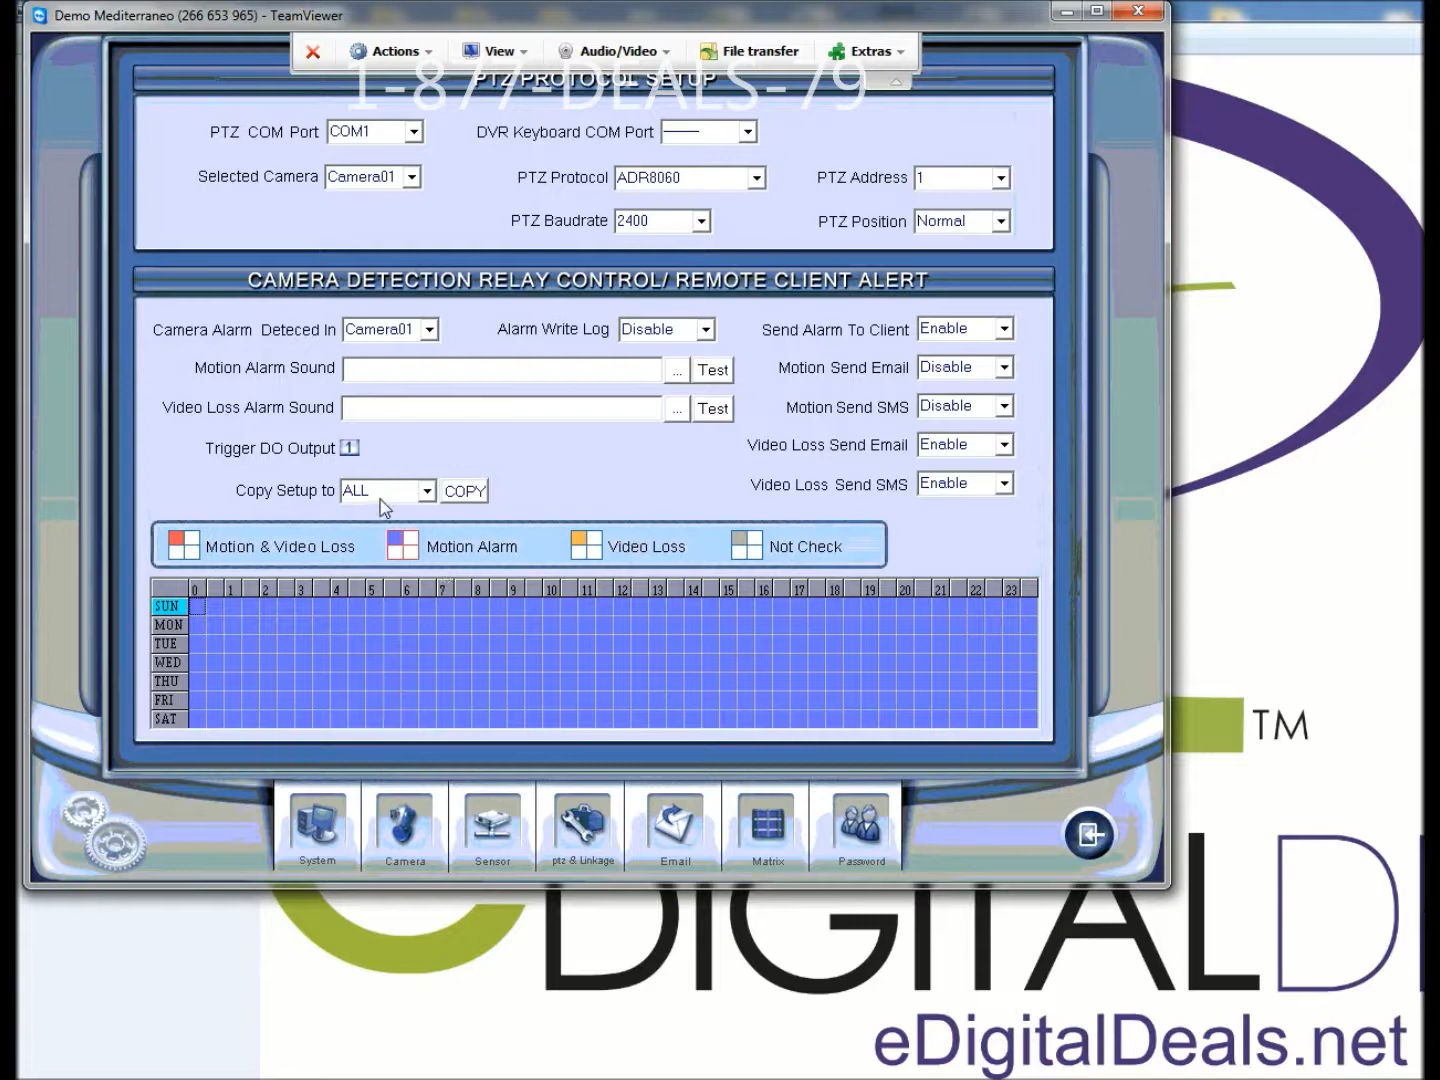 Demo Mediterraneo (266 653 965) - TeamViewer
Actions View Audio/Video File transfer Extras
PTZ PROTOCOL SETUP
1-877-DEALS-79
PTZ COM Port COM1 DVR Keyboard COM Port
Selected Camera Camera01 PTZ Protocol ADR8060 PTZ Address 1
PTZ Baudrate 2400 PTZ Position Normal
CAMERA DETECTION RELAY CONTROL/ REMOTE CLIENT ALERT
Camera Alarm Deteced In Camera01 Alarm Write Log Disable Send Alarm To Client Enable
Motion Alarm Sound ... Test Motion Send Email Disable
Video Loss Alarm Sound ... Test Motion Send SMS Disable
Trigger DO Output 1 Video Loss Send Email Enable
Copy Setup to ALL COPY Video Loss Send SMS Enable
Motion & Video Loss Motion Alarm Video Loss Not Check
0 1 2 3 4 5 6 7 8 9 10 11 12 13 14 15 16 17 18 19 20 21 22 23
SUN
MON
TUE
WED
THU
FRI
SAT
TM
System Camera Sensor ptz & Linkage Email Matrix Password
eDIGITALD
eDigitalDeals.net